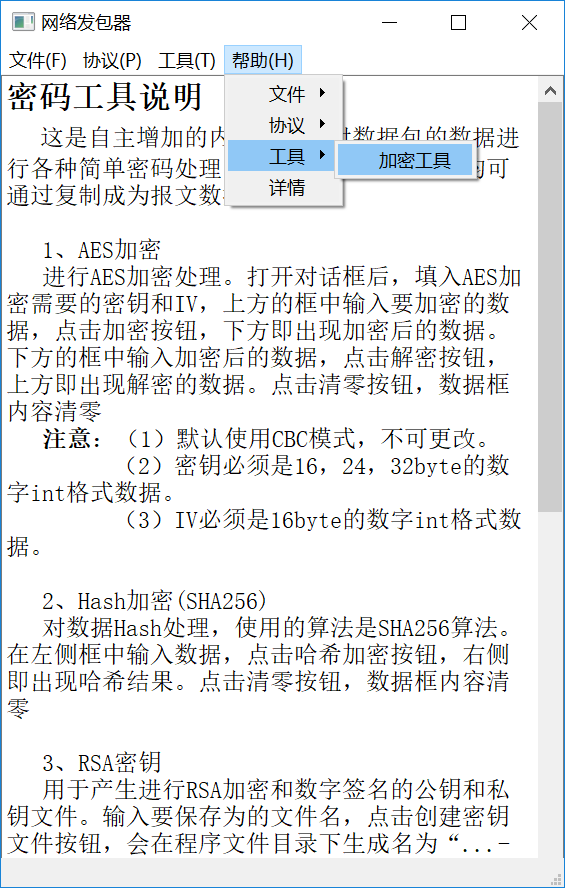 网络发包器
文件(F) 协议(P) 工具(T) 帮助(H)
文件
协议
工具
详情
加密工具
密码工具说明
这是自主增加的内 对数据包的数据进
行各种简单密码处理 均可
通过复制成为报文数
1、AES加密
进行AES加密处理。打开对话框后，填入AES加
密需要的密钥和IV，上方的框中输入要加密的数
据，点击加密按钮，下方即出现加密后的数据。
下方的框中输入加密后的数据，点击解密按钮，
上方即出现解密的数据。点击清零按钮，数据框
内容清零
注意：（1）默认使用CBC模式，不可更改。
（2）密钥必须是16，24，32byte的数
字int格式数据。
（3）IV必须是16byte的数字int格式数
据。
2、Hash加密(SHA256)
对数据Hash处理，使用的算法是SHA256算法。
在左侧框中输入数据，点击哈希加密按钮，右侧
即出现哈希结果。点击清零按钮，数据框内容清
零
3、RSA密钥
用于产生进行RSA加密和数字签名的公钥和私
钥文件。输入要保存为的文件名，点击创建密钥
文件按钮，会在程序文件目录下生成名为“...-